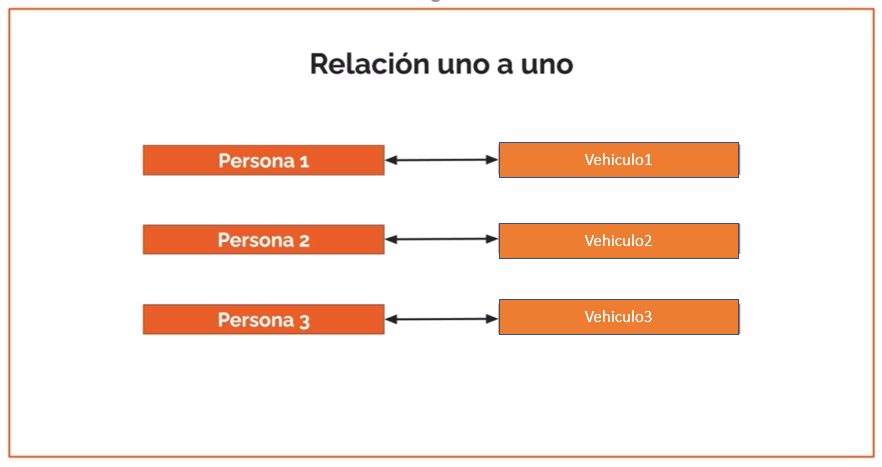 Relación uno a uno
Persona 1
Vehiculo1
Persona 2
Vehiculo2
Persona 3
Vehiculo3